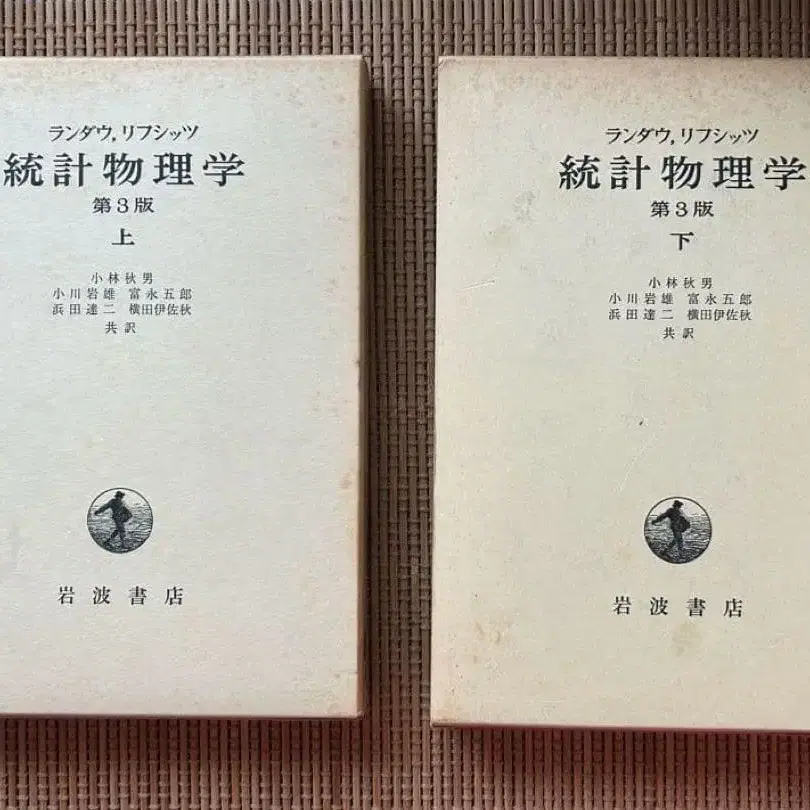 ランダウ, リフシッツ
統計物理学
第3版
上
小林秋男
小川岩雄 富永五郎
浜田達二 横田伊佐秋
共訳
岩波書店
ランダウ, リフシッツ
統計物理学
第3版
下
小林秋男
小川岩雄 富永五郎
浜田達二 横田伊佐秋
共訳
岩波書店